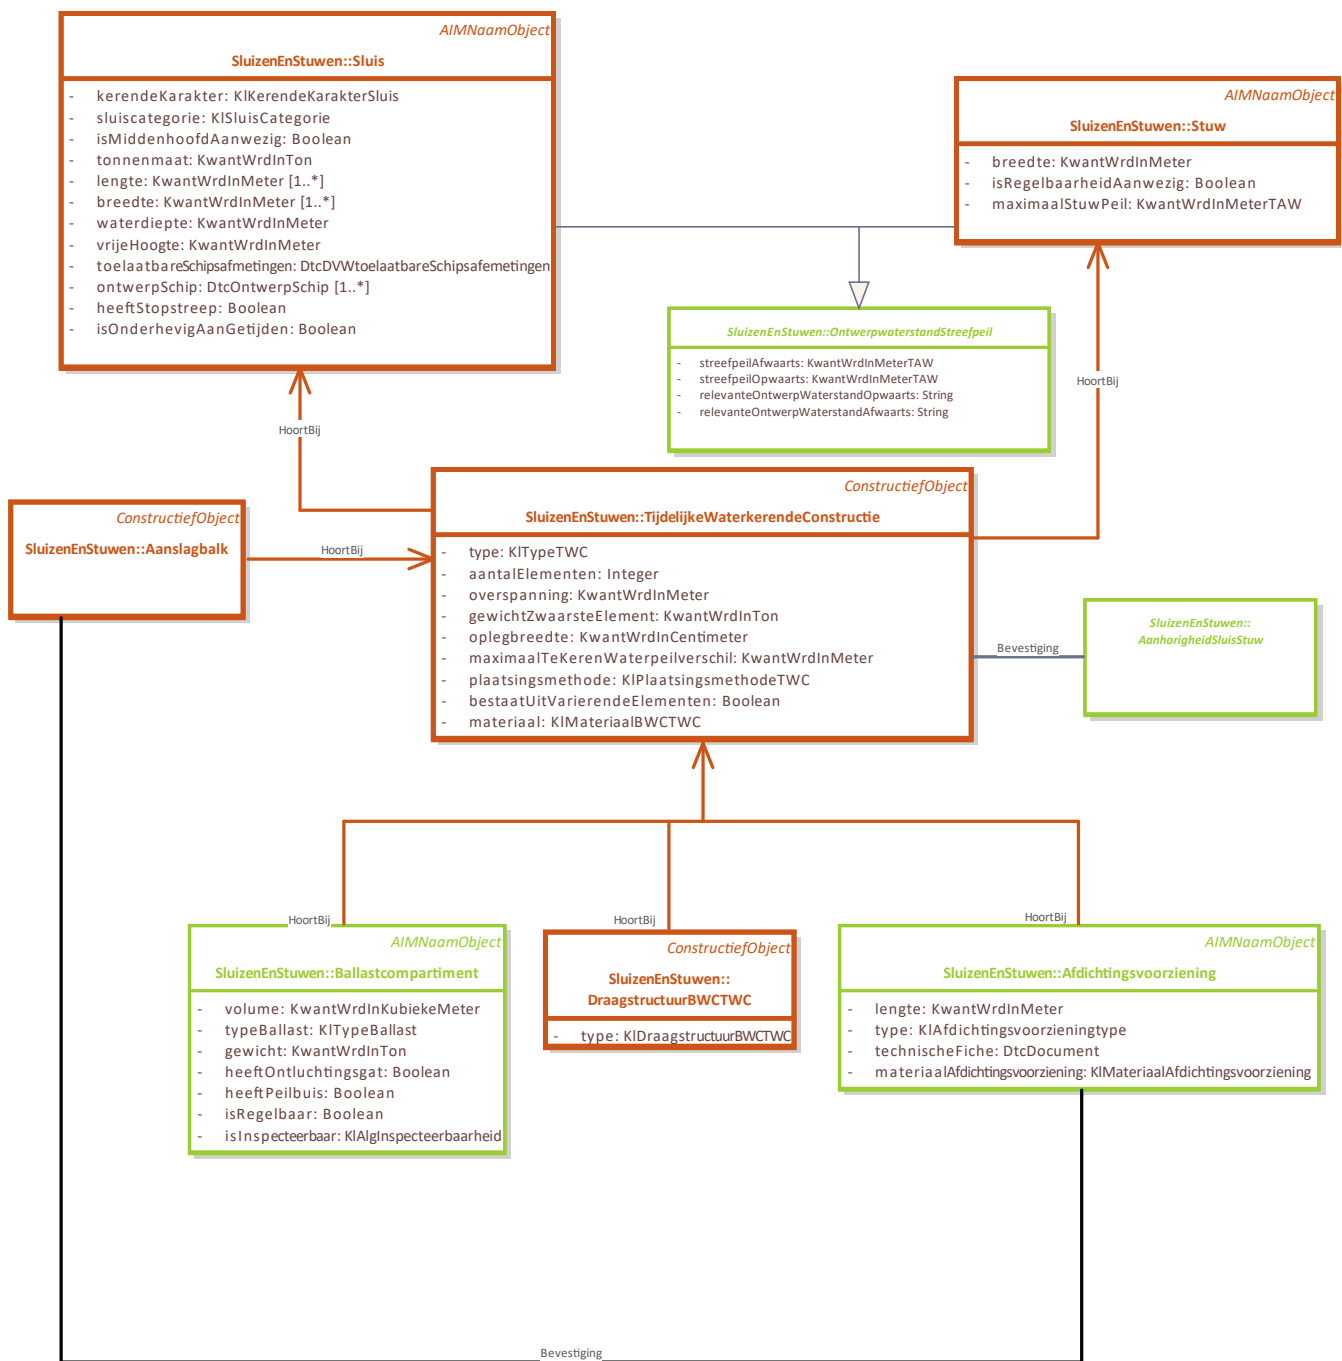 AIMNaamObject
SluizenEnStuwen::Sluis
- kerendeKarakter: KlKerendeKarakterSluis
- sluiscategorie: KlSluisCategorie
- isMiddenhoofdAanwezig: Boolean
- tonnenmaat: KwantWrdInTon
- lengte: KwantWrdInMeter [1..*]
- breedte: KwantWrdInMeter [1..*]
- waterdiepte: KwantWrdInMeter
- vrijeHoogte: KwantWrdInMeter
- toelaatbareSchipsafmetingen: DtcDVWtoelaatbareSchipsafemetingen
- ontwerpSchip: DtcOntwerpSchip [1..*]
- heeftStopstreep: Boolean
- isOnderhevigAanGetijden: Boolean
AIMNaamObject
SluizenEnStuwen::Stuw
- breedte: KwantWrdInMeter
- isRegelbaarheidAanwezig: Boolean
- maximaalStuwPeil: KwantWrdInMeterTAW
SluizenEnStuwen::OntwerpwaterstandStreefpeil
- streefpeilAfwaarts: KwantWrdInMeterTAW
- streefpeilOpwaarts: KwantWrdInMeterTAW
- relevanteOntwerpWaterstandOpwaarts: String
- relevanteOntwerpWaterstandAfwaarts: String
HoortBij
HoortBij
ConstructiefObject
SluizenEnStuwen::Aanslagbalk
HoortBij
ConstructiefObject
SluizenEnStuwen::TijdelijkeWaterkerendeConstructie
- type: KlTypeTWC
- aantalElementen: Integer
- overspanning: KwantWrdInMeter
- gewichtZwaarsteElement: KwantWrdInTon
- oplegbreedte: KwantWrdInCentimeter
- maximaalTeKerenWaterpeilverschil: KwantWrdInMeter
- plaatsingsmethode: KlPlaatsingsmethodeTWC
- bestaatUitVarierendeElementen: Boolean
- materiaal: KlMateriaalBWCTWC
Bevestiging
SluizenEnStuwen::
AanhorigheidSluisStuw
HoortBij
HoortBij
HoortBij
AIMNaamObject
SluizenEnStuwen::Ballastcompartiment
- volume: KwantWrdInKubiekeMeter
- typeBallast: KlTypeBallast
- gewicht: KwantWrdInTon
- heeftOntluchtingsgat: Boolean
- heeftPeilbuis: Boolean
- isRegelbaar: Boolean
- isInspecteerbaar: KlAlgInspecteerbaarheid
ConstructiefObject
SluizenEnStuwen::
DraagstructuurBWCTWC
- type: KlDraagstructuurBWCTWC
AIMNaamObject
SluizenEnStuwen::Afdichtingsvoorziening
- lengte: KwantWrdInMeter
- type: KlAfdichtingsvoorzieningtype
- technischeFiche: DtcDocument
- materiaalAfdichtingsvoorziening: KlMateriaalAfdichtingsvoorziening
Bevestiging